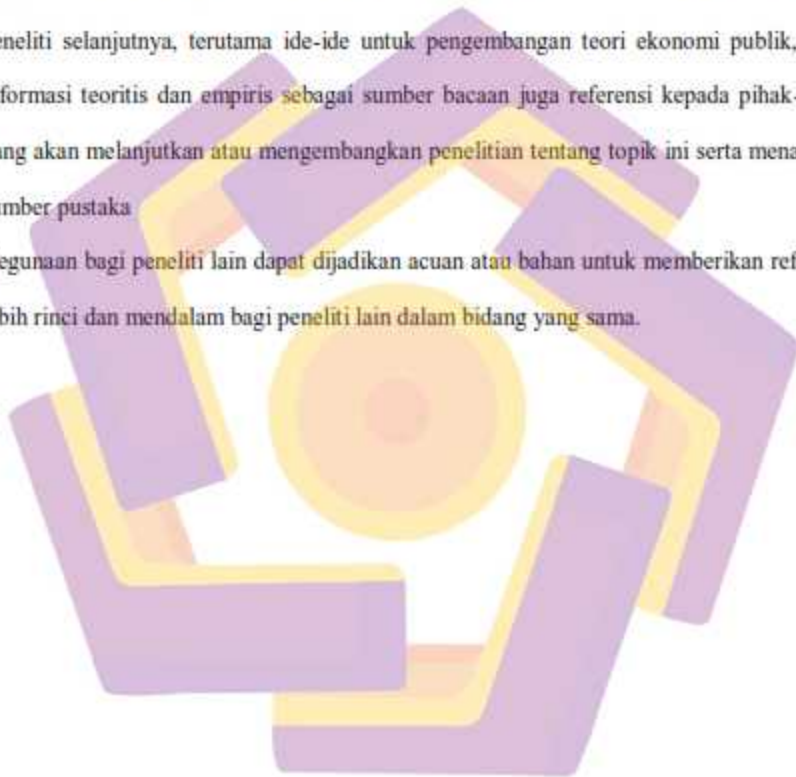 eneliti selanjutnya, terutama ide-ide untuk pengembangan teori ekonomi publik,
formasi teoritis dan empiris sebagai sumber bacaan juga referensi kepada pihak-
ang akan melanjutkan atau mengembangkan penelitian tentang topik ini serta mena
umber pustaka
egunaan bagi peneliti lain dapat dijadikan acuan atau bahan untuk memberikan ref
bih rinci dan mendalam bagi peneliti lain dalam bidang yang sama.